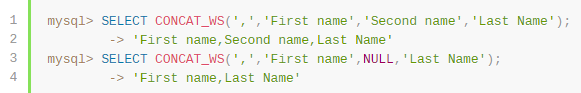 1 mysql> SELECT CONCAT_WS(',','First name','Second name','Last Name');
2 -> 'First name,Second name,Last Name'
3 mysql> SELECT CONCAT_WS(',','First name',NULL,'Last Name');
4 -> 'First name,Last Name'